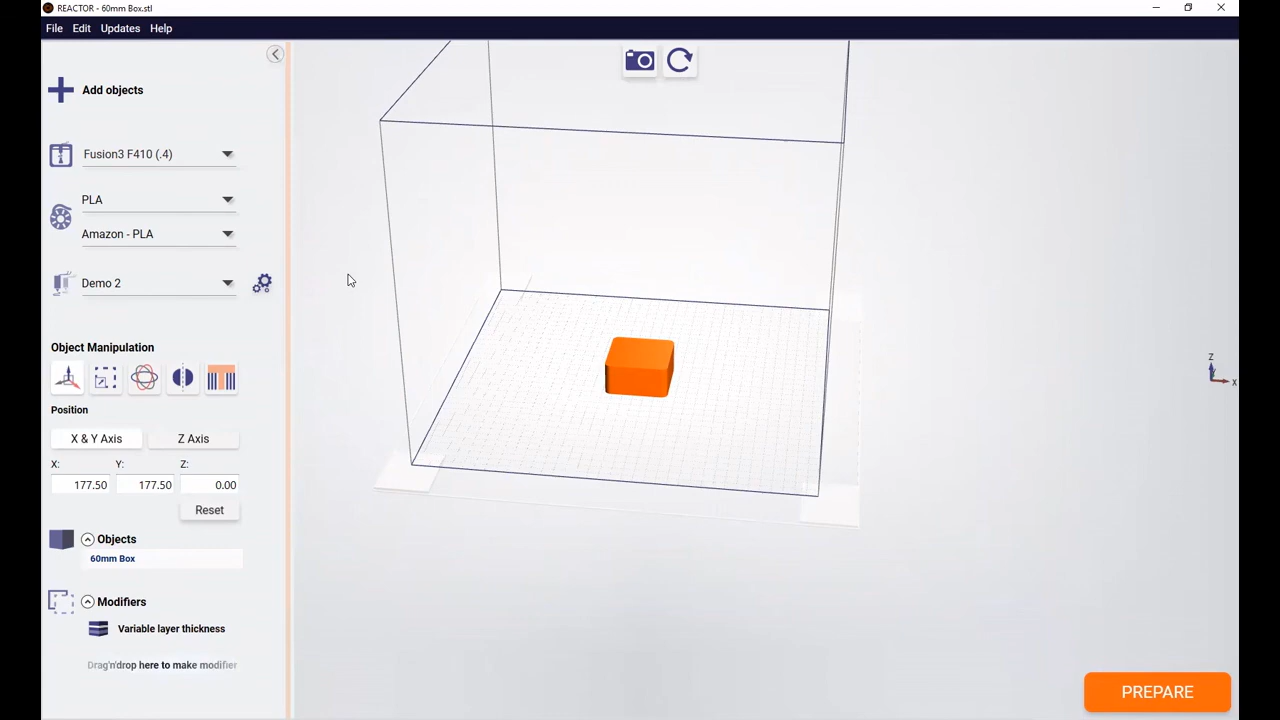 REACTOR - 60mm Box.stl
File Edit Updates Help
Add objects
Fusion3 F410 (.4)
PLA
Amazon - PLA
Demo 2
Object Manipulation
Position
X & Y Axis Z Axis
X: Y: Z:
177.50 177.50 0.00
Reset
Objects
60mm Box
Modifiers
Variable layer thickness
Drag'n'drop here to make modifier
Z
Y
X
PREPARE